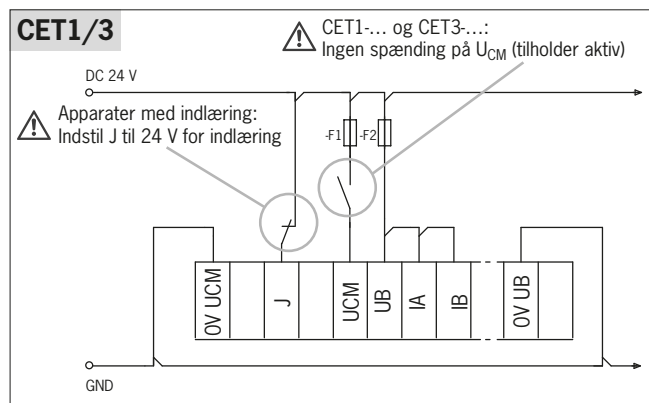 CET1/3
CET1-... og CET3-...:
Ingen spænding på UCM (tilholder aktiv)
DC 24 V
Apparater med indlæring:
Indstil J til 24 V for indlæring
-F1
-F2
0V UCM
J
UCM
UB
IA
IB
0V UB
GND